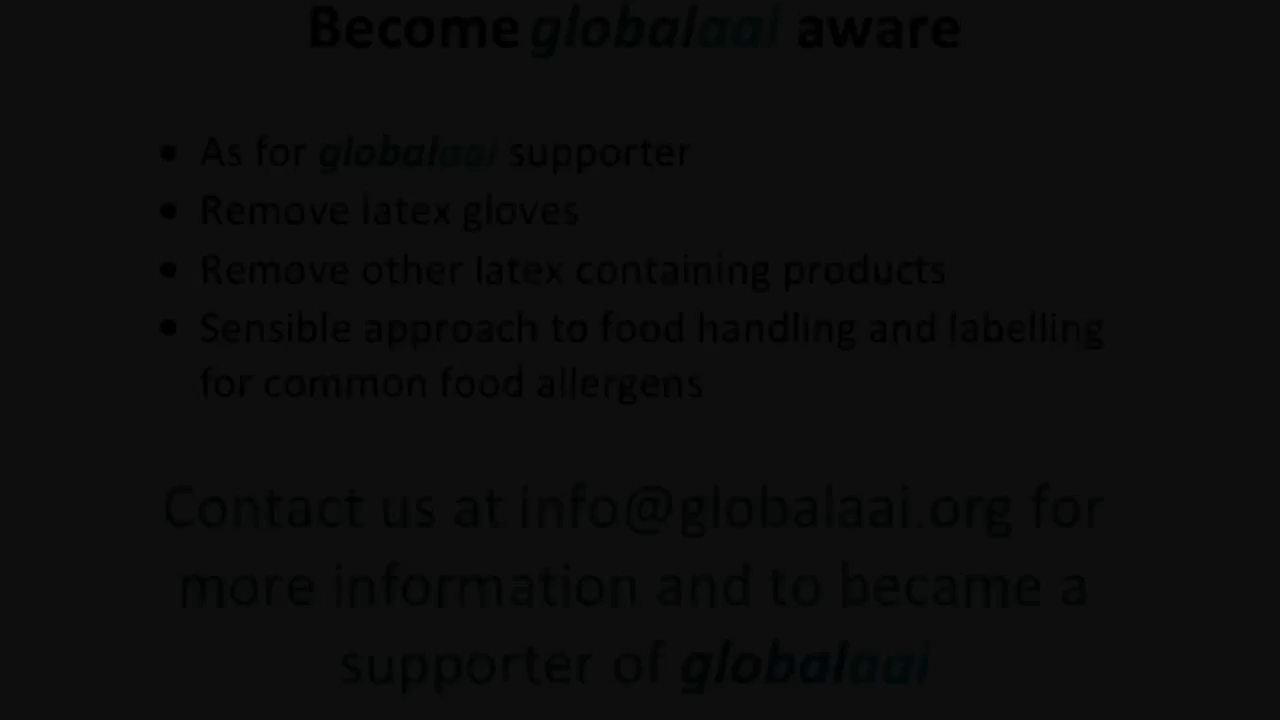 Become globalaai aware
• As for globalaai supporter
• Remove latex gloves
• Remove other latex containing products
• Sensible approach to food handling and labelling
for common food allergens
Contact us at info@globalaai.org for
more information and to became a
supporter of globalaai